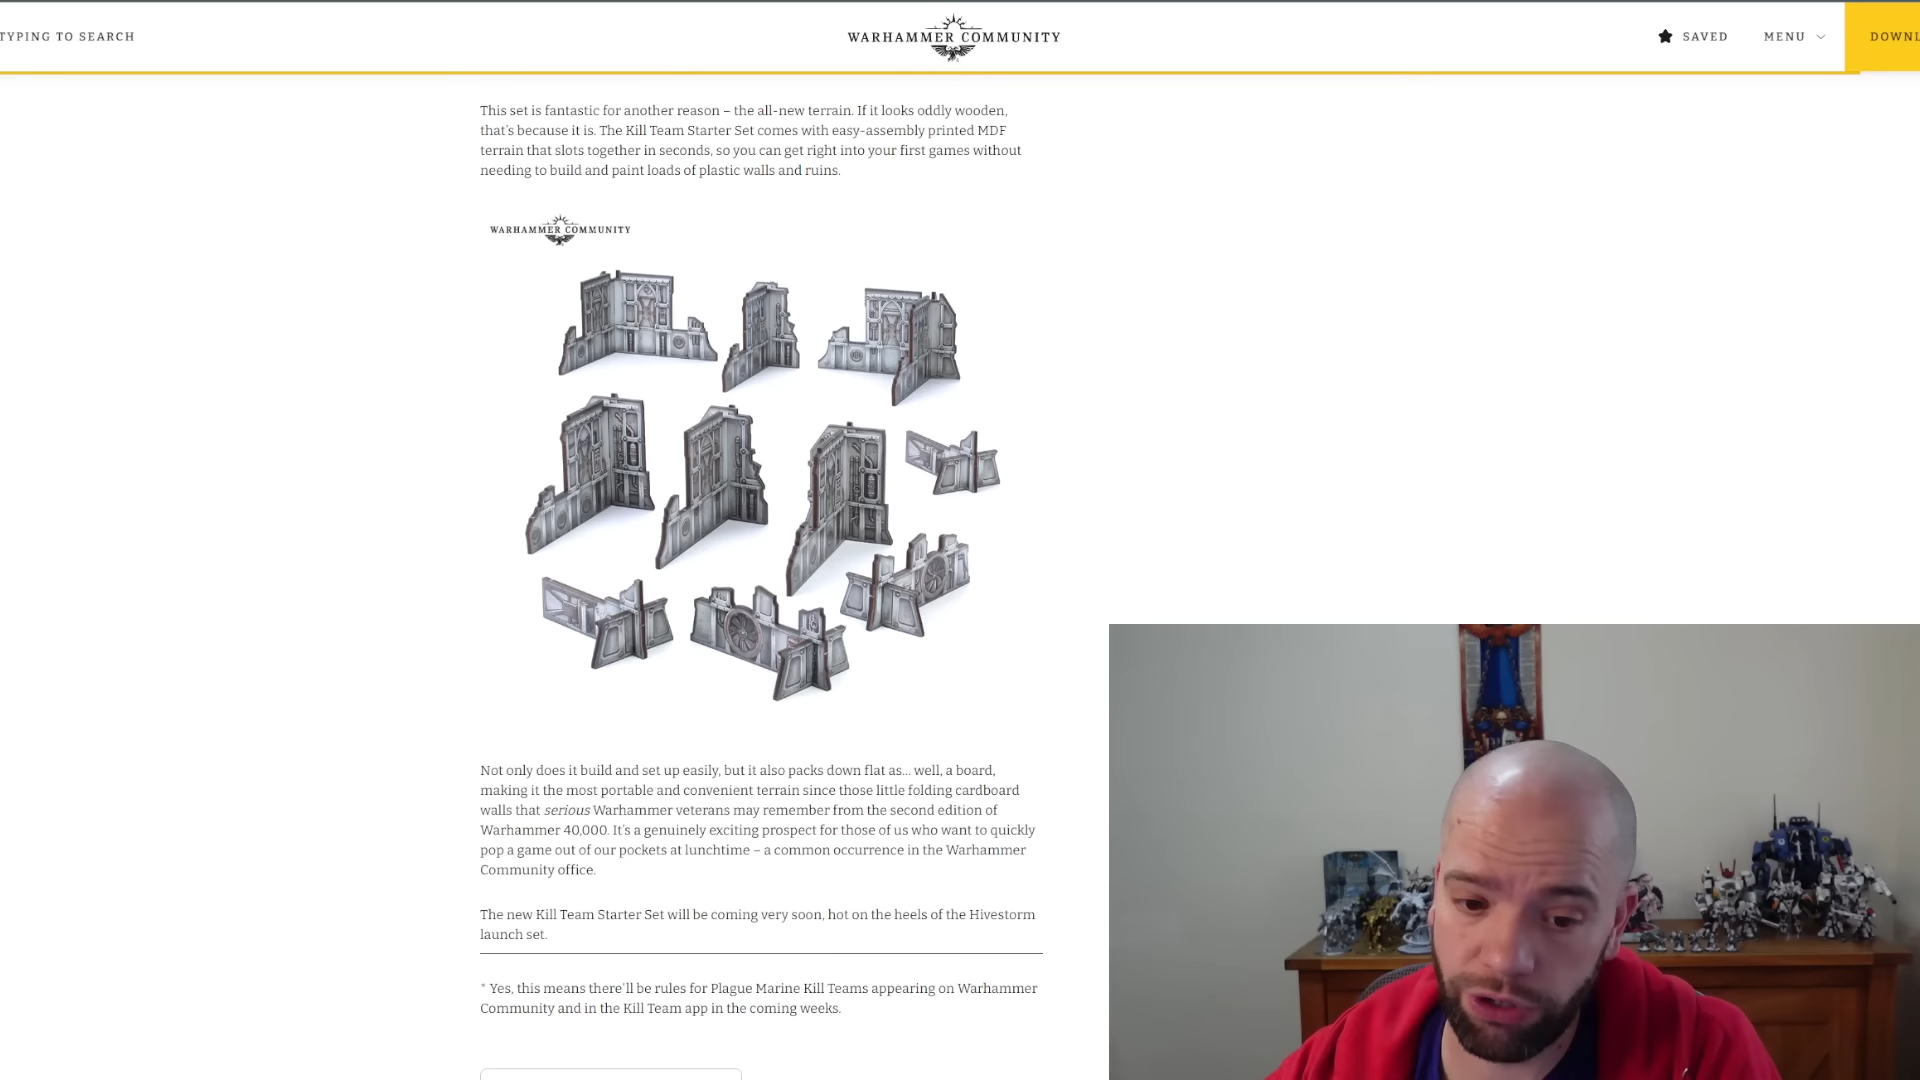 TYPING TO SEARCH
WARHAMMER COMMUNITY
SAVED
MENU
DOWNL
This set is fantastic for another reason – the all-new terrain. If it looks oddly wooden,
that's because it is. The Kill Team Starter Set comes with easy-assembly printed MDF
terrain that slots together in seconds, so you can get right into your first games without
needing to build and paint loads of plastic walls and ruins.
WARHAMMER COMMUNITY
Not only does it build and set up easily, but it also packs down flat as… well, a board,
making it the most portable and convenient terrain since those little folding cardboard
walls that serious Warhammer veterans may remember from the second edition of
Warhammer 40,000. It's a genuinely exciting prospect for those of us who want to quickly
pop a game out of our pockets at lunchtime – a common occurrence in the Warhammer
Community office.
The new Kill Team Starter Set will be coming very soon, hot on the heels of the Hivestorm
launch set.
* Yes, this means there'll be rules for Plague Marine Kill Teams appearing on Warhammer
Community and in the Kill Team app in the coming weeks.